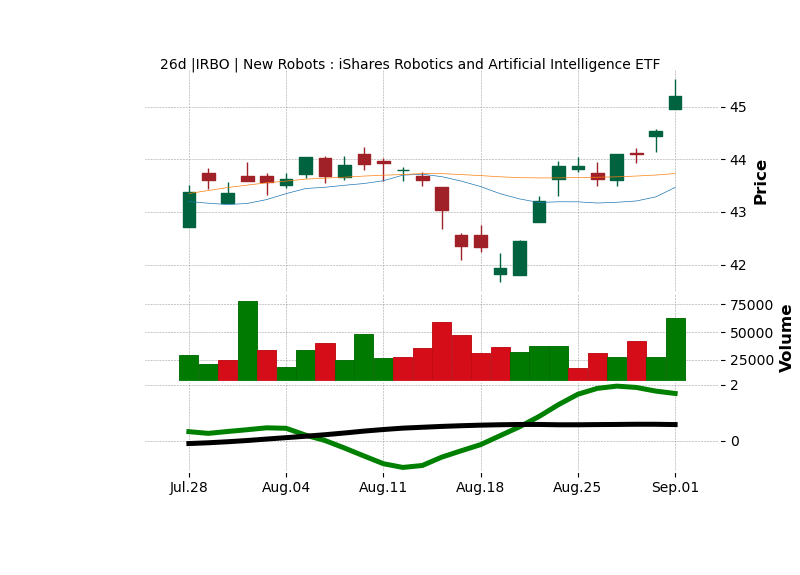 26d |IRBO | New Robots : iShares Robotics and Artificial Intelligence ETF
45
44
43
42
Price
75000
50000
25000
Volume
2
0
Jul.28 Aug.04 Aug.11 Aug.18 Aug.25 Sep.01